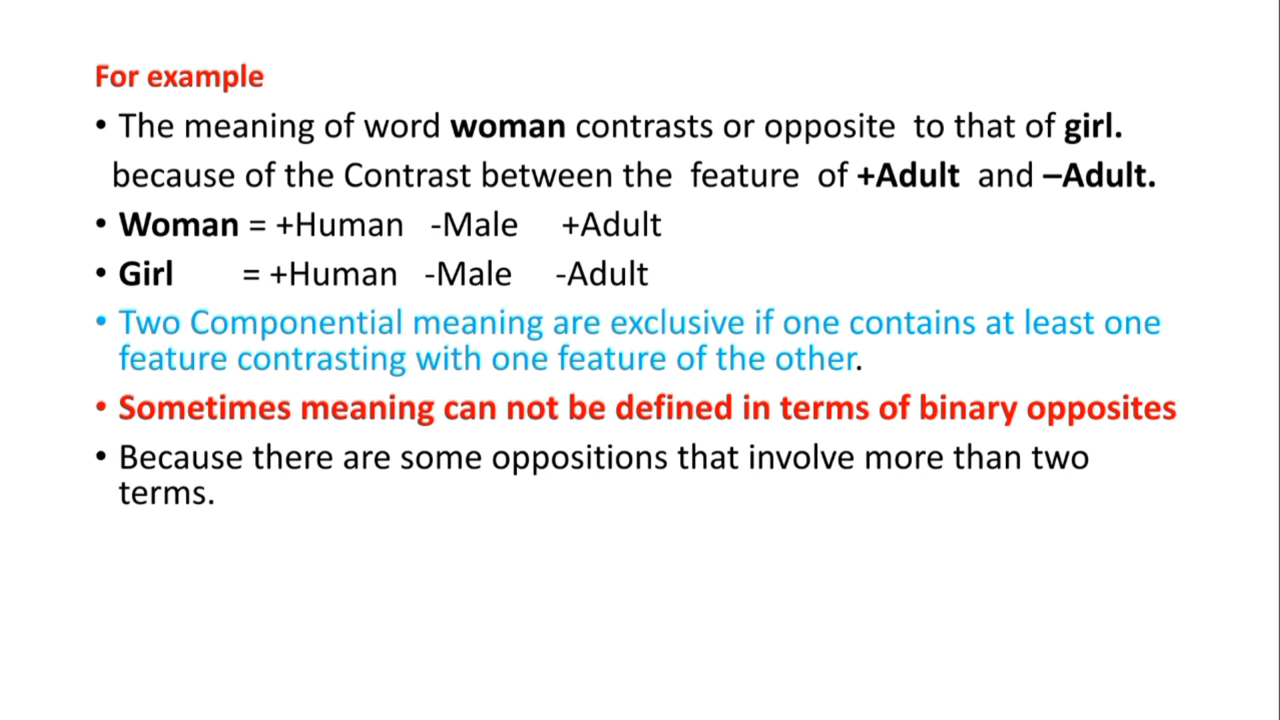 For example
• The meaning of word woman contrasts or opposite  to that of girl.
because of the Contrast between the  feature  of +Adult  and –Adult.
• Woman = +Human   -Male     +Adult
• Girl       = +Human   -Male     -Adult
• Two Componential meaning are exclusive if one contains at least one
feature contrasting with one feature of the other.
• Sometimes meaning can not be defined in terms of binary opposites
• Because there are some oppositions that involve more than two
terms.